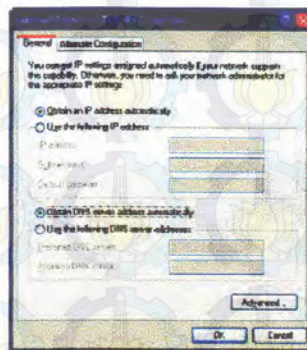 General Alternate Configuration
You can get IP settings assigned automatically if your network supports
this capability. Otherwise, you need to ask your network administrator for
the appropriate IP settings.
Obtain an IP address automatically
Use the following IP address:
IP address:
Subnet mask:
Default gateway:
Obtain DNS server address automatically
Use the following DNS server addresses:
Preferred DNS server:
Alternate DNS server:
Advanced...
OK Cancel